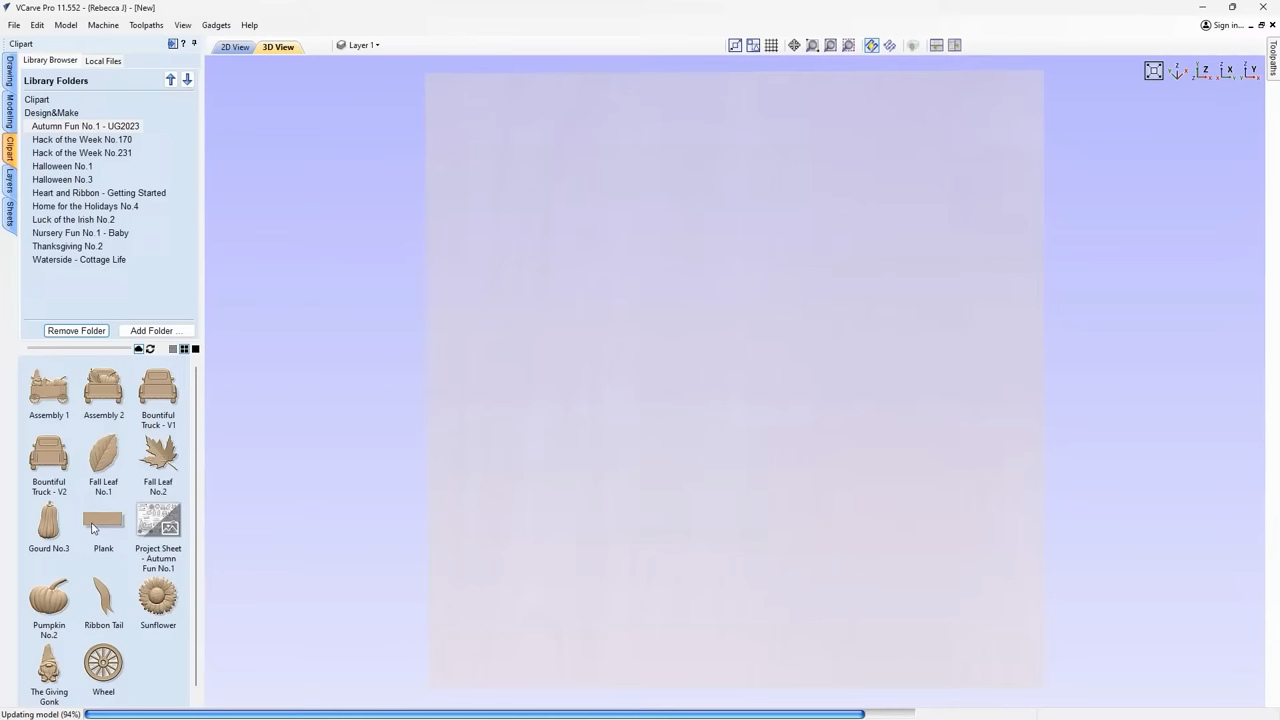 VCarve Pro 11.552 - {Rebecca J} - [New]
File Edit Model Machine Toolpaths View Gadgets Help
Sign in...
Clipart
2D View 3D View Layer 1
Library Browser Local Files
Drawing
Modeling
Clipart
Layers
Sheets
Toolpaths
Library Folders
Clipart
Design&Make
Autumn Fun No.1 - UG2023
Hack of the Week No.170
Hack of the Week No.231
Halloween No.1
Halloween No.3
Heart and Ribbon - Getting Started
Home for the Holidays No.4
Luck of the Irish No.2
Nursery Fun No.1 - Baby
Thanksgiving No.2
Waterside - Cottage Life
Remove Folder Add Folder ...
Assembly 1 Assembly 2 Bountiful
Truck - V1
Bountiful Fall Leaf Fall Leaf
Truck - V2 No.1 No.2
Gourd No.3 Plank Project Sheet
- Autumn
Fun No.1
Pumpkin Ribbon Tail Sunflower
No.2
The Giving Wheel
Gonk
Z X Y
Updating model (94%)